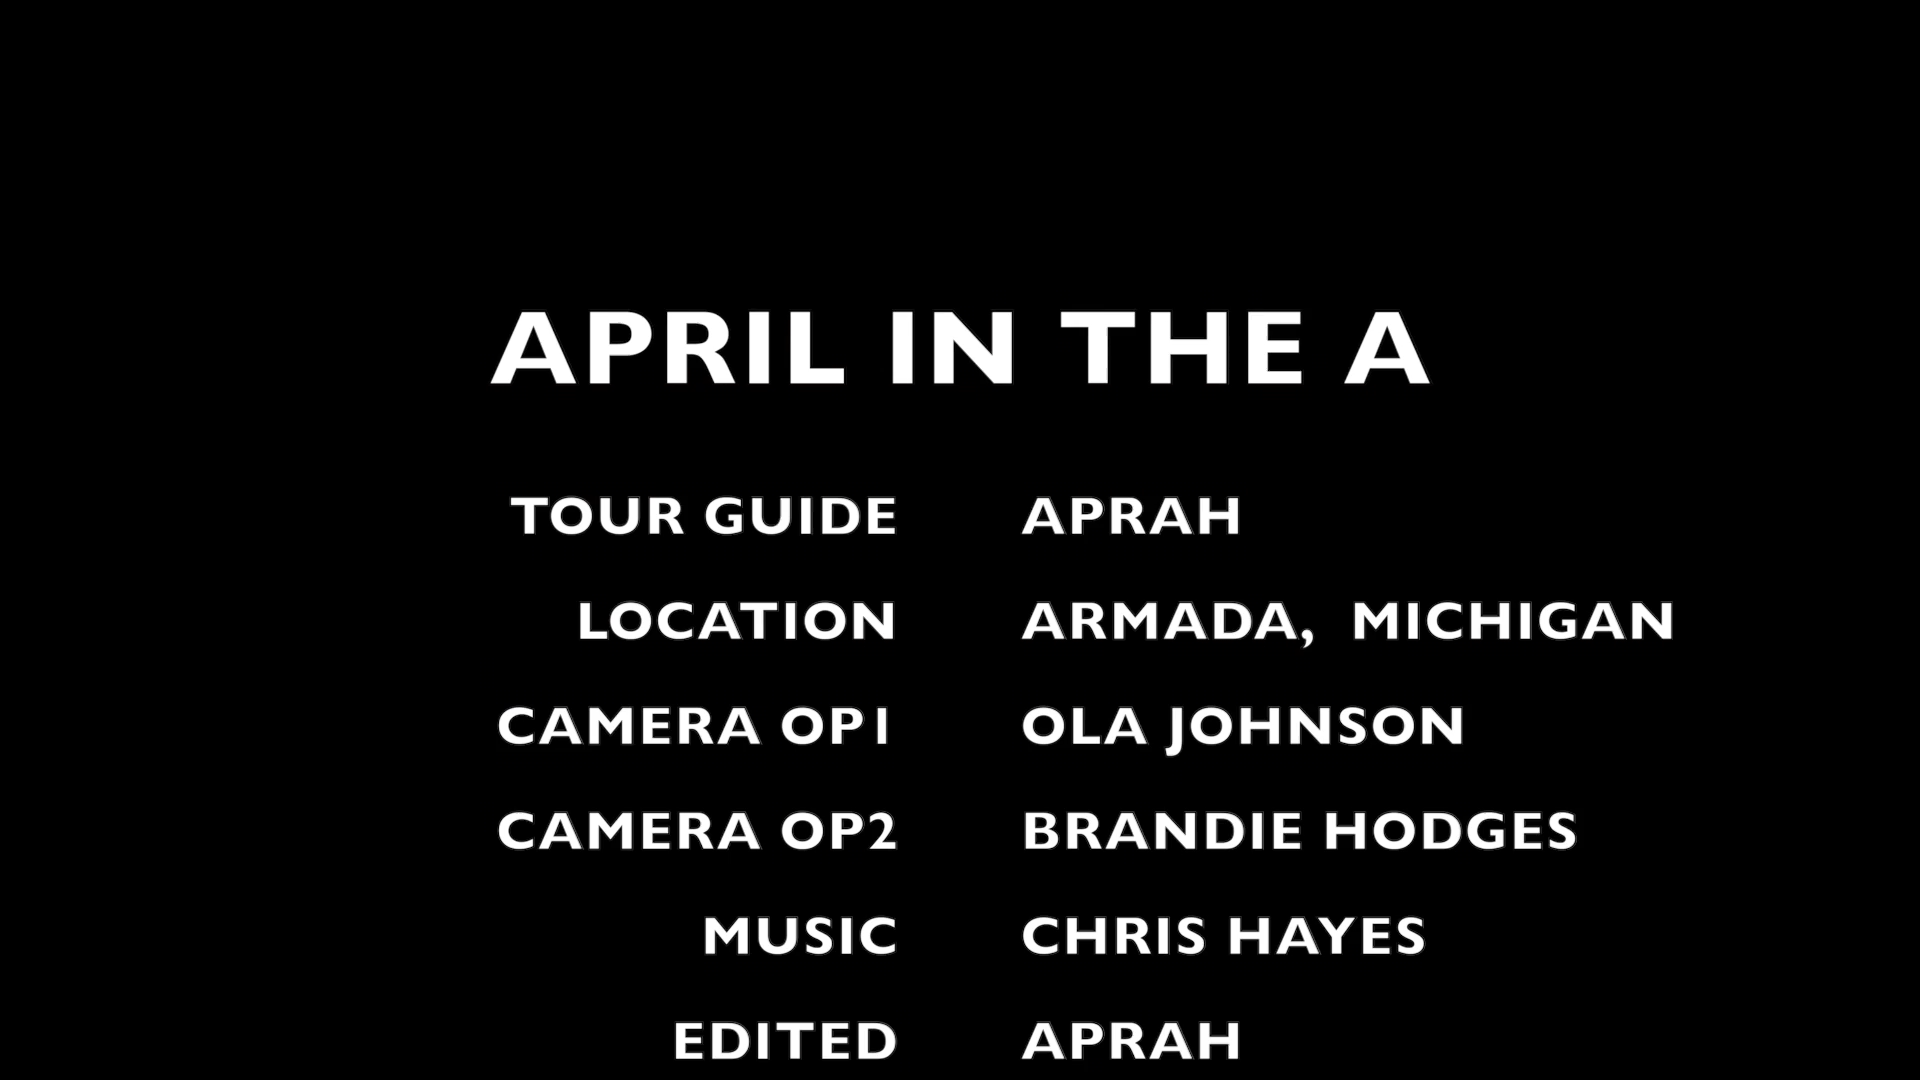 APRIL IN THE A
TOUR GUIDE APRAH
LOCATION ARMADA, MICHIGAN
CAMERA OP1 OLA JOHNSON
CAMERA OP2 BRANDIE HODGES
MUSIC CHRIS HAYES
EDITED APRAH